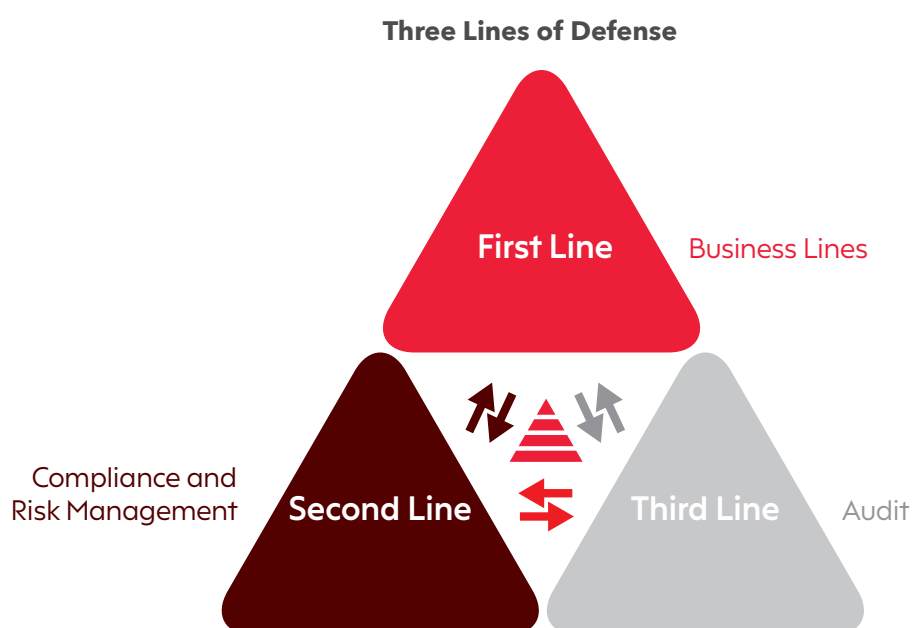 Three Lines of Defense
First Line
Business Lines
Compliance and
Risk Management
Second Line
Third Line
Audit